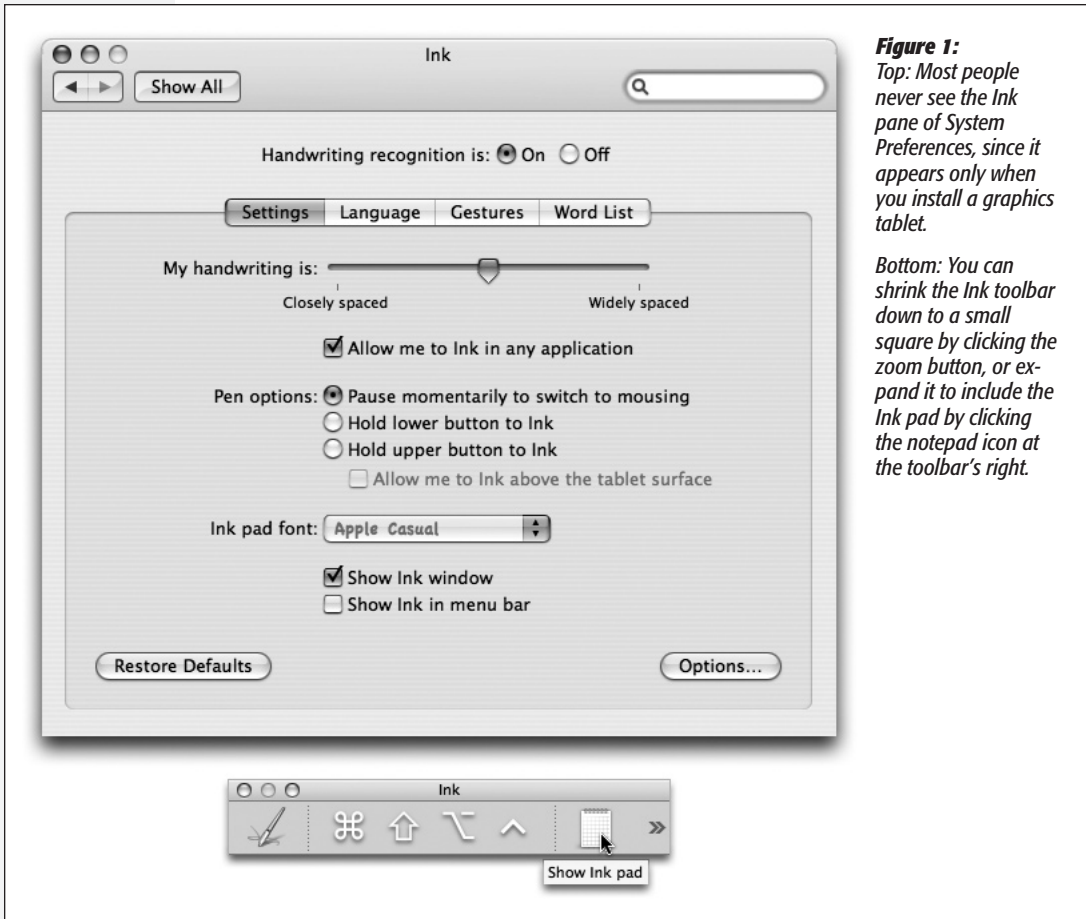 Ink
Show All
Handwriting recognition is: On Off
Settings Language Gestures Word List
My handwriting is:
Closely spaced Widely spaced
Allow me to Ink in any application
Pen options: Pause momentarily to switch to mousing
Hold lower button to Ink
Hold upper button to Ink
Allow me to Ink above the tablet surface
Ink pad font: Apple Casual
Show Ink window
Show Ink in menu bar
Restore Defaults Options...
Ink
Show Ink pad
Figure 1:
Top: Most people
never see the Ink
pane of System
Preferences, since it
appears only when
you install a graphics
tablet.
Bottom: You can
shrink the Ink toolbar
down to a small
square by clicking the
zoom button, or ex-
pand it to include the
Ink pad by clicking
the notepad icon at
the toolbar's right.